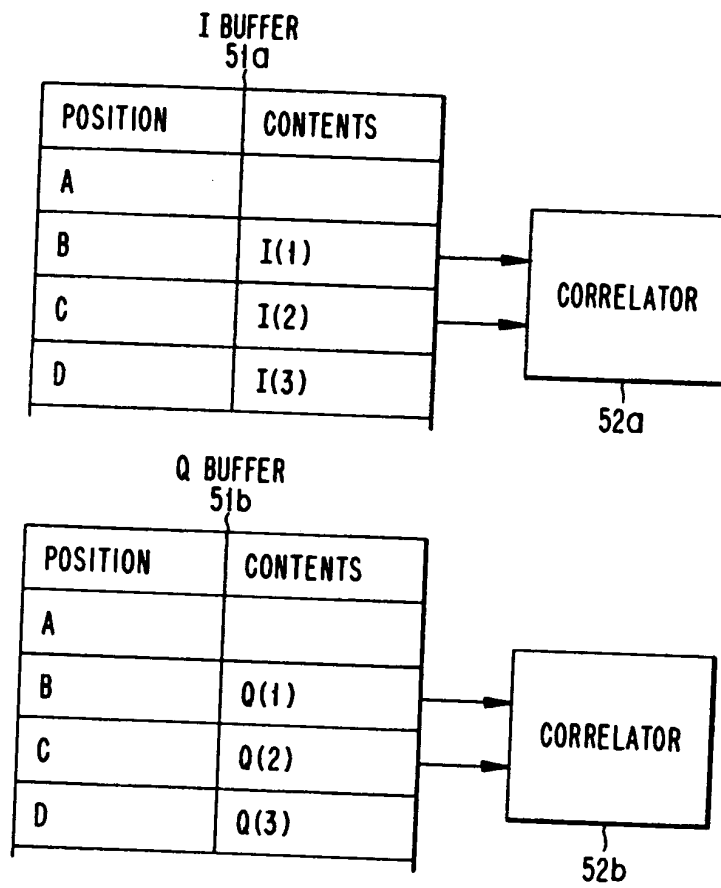 I BUFFER
51a
POSITION CONTENTS
A
B I(1)
C I(2)
D I(3)
CORRELATOR
52a
Q BUFFER
51b
POSITION CONTENTS
A
B Q(1)
C Q(2)
D Q(3)
CORRELATOR
52b